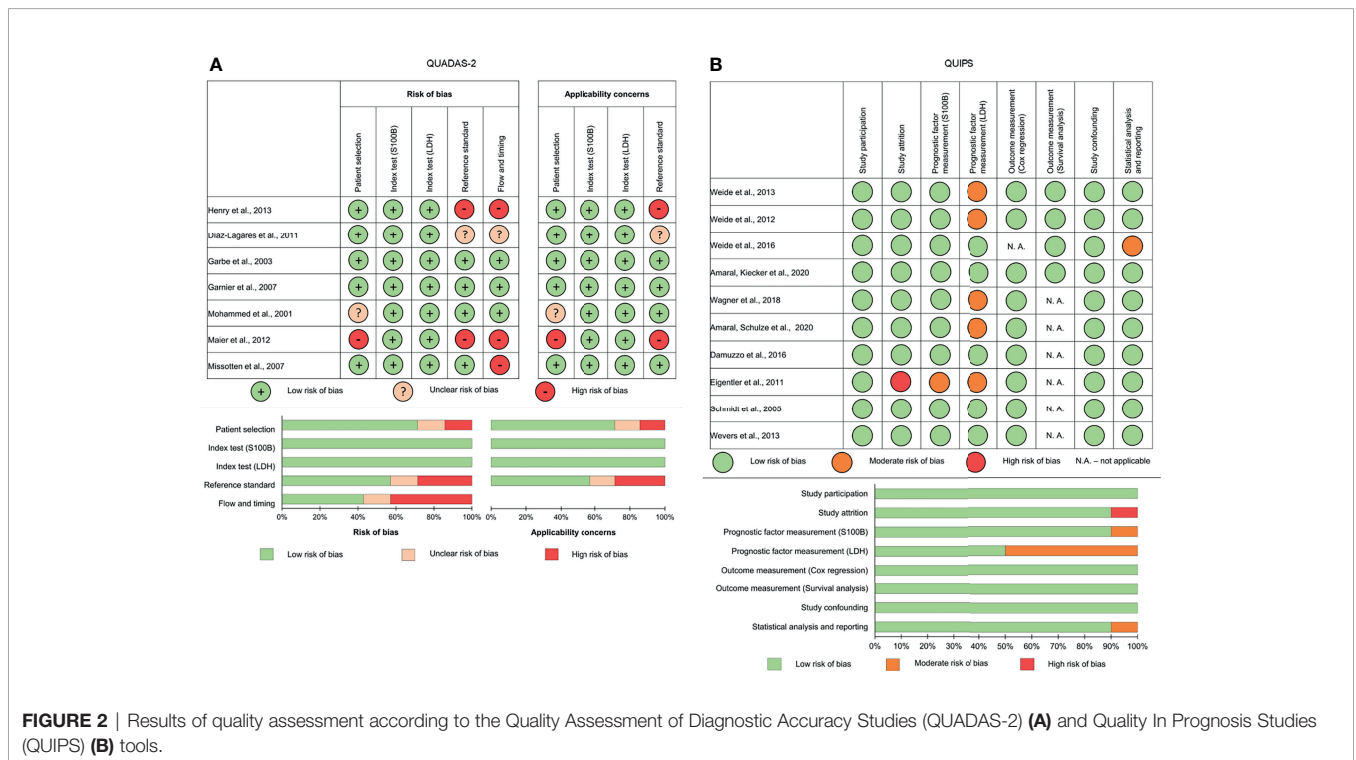 A
QUADAS-2
Risk of bias
Applicability concerns
Patient selection
Index test (S100B)
Index test (LDH)
Reference standard
Flow and timing
Patient selection
Index test (S100B)
Index test (LDH)
Reference standard
Henry et al., 2013 + + + - - + + + -
Diaz-Lagares et al., 2011 + + + ? ? + + + ?
Garbe et al., 2003 + + + + + + + + +
Garnier et al., 2007 + + + + + + + + +
Mohammed et al., 2001 ? + + + + ? + + +
Maier et al., 2012 - + + - - - + + -
Missotten et al., 2007 + + + + - + + + +
+ Low risk of bias ? Unclear risk of bias - High risk of bias
Patient selection
Index test (S100B)
Index test (LDH)
Reference standard
Flow and timing
0% 20% 40% 60% 80% 100% 0% 20% 40% 60% 80% 100%
Risk of bias Applicability concerns
Low risk of bias Unclear risk of bias High risk of bias
B
QUIPS
Study participation
Study attrition
Prognostic factor
measurement (S100B)
Prognostic factor
measurement (LDH)
Outcome measurement
(Cox regression)
Outcome measurement
(Survival analysis)
Study confounding
Statistical analysis
and reporting
Weide et al., 2013
Weide et al., 2012
Weide et al., 2016 N. A.
Amaral, Kiecker et al., 2020
Wagner et al., 2018 N. A.
Amaral, Schulze et al., 2020 N. A.
Damuzzo et al., 2016 N. A.
Eigentler et al., 2011 N. A.
Schmidt et al., 2005 N. A.
Wevers et al., 2013 N. A.
Low risk of bias Moderate risk of bias High risk of bias N.A. – not applicable
Study participation
Study attrition
Prognostic factor measurement (S100B)
Prognostic factor measurement (LDH)
Outcome measurement (Cox regression)
Outcome measurement (Survival analysis)
Study confounding
Statistical analysis and reporting
0% 10% 20% 30% 40% 50% 60% 70% 80% 90% 100%
Low risk of bias Moderate risk of bias High risk of bias
FIGURE 2 | Results of quality assessment according to the Quality Assessment of Diagnostic Accuracy Studies (QUADAS-2) (A) and Quality In Prognosis Studies
(QUIPS) (B) tools.